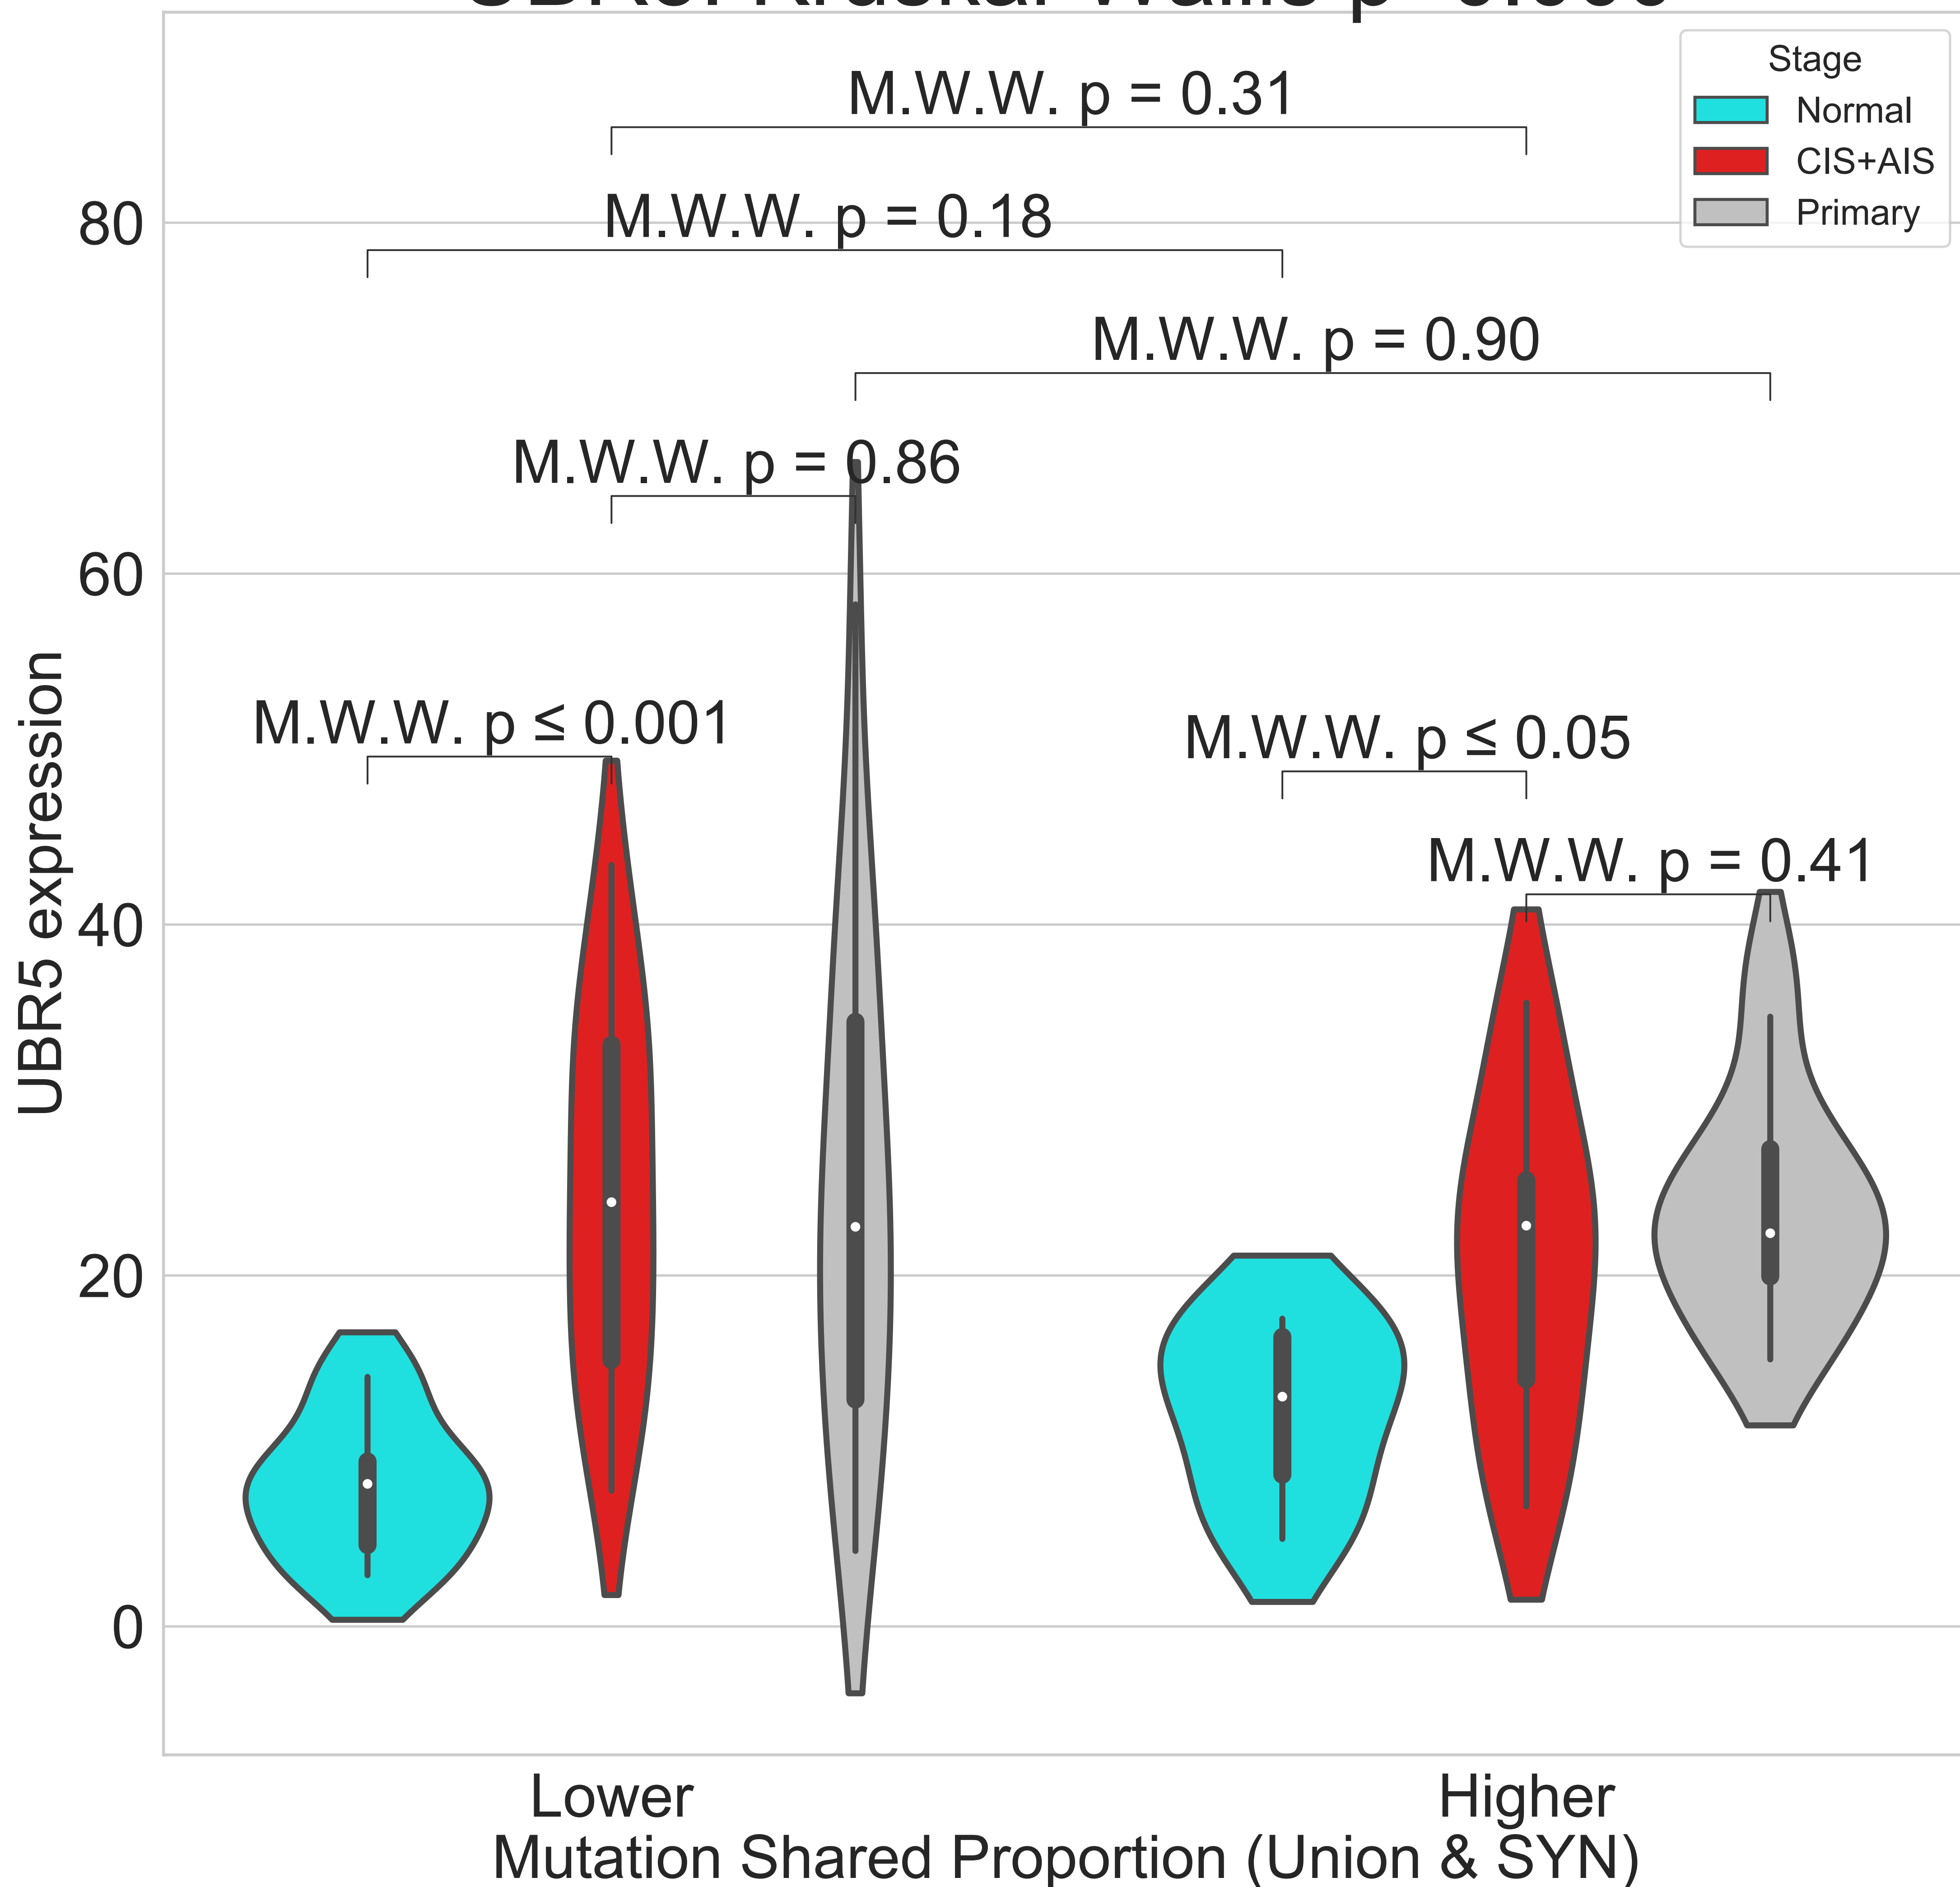 Stage
Normal
CIS+AIS
Primary
M.W.W. p = 0.31
M.W.W. p = 0.18
M.W.W. p = 0.90
M.W.W. p = 0.86
M.W.W. p ≤ 0.001
M.W.W. p ≤ 0.05
M.W.W. p = 0.41
80
60
40
20
0
UBR5 expression
Lower
Higher
Mutation Shared Proportion (Union & SYN)